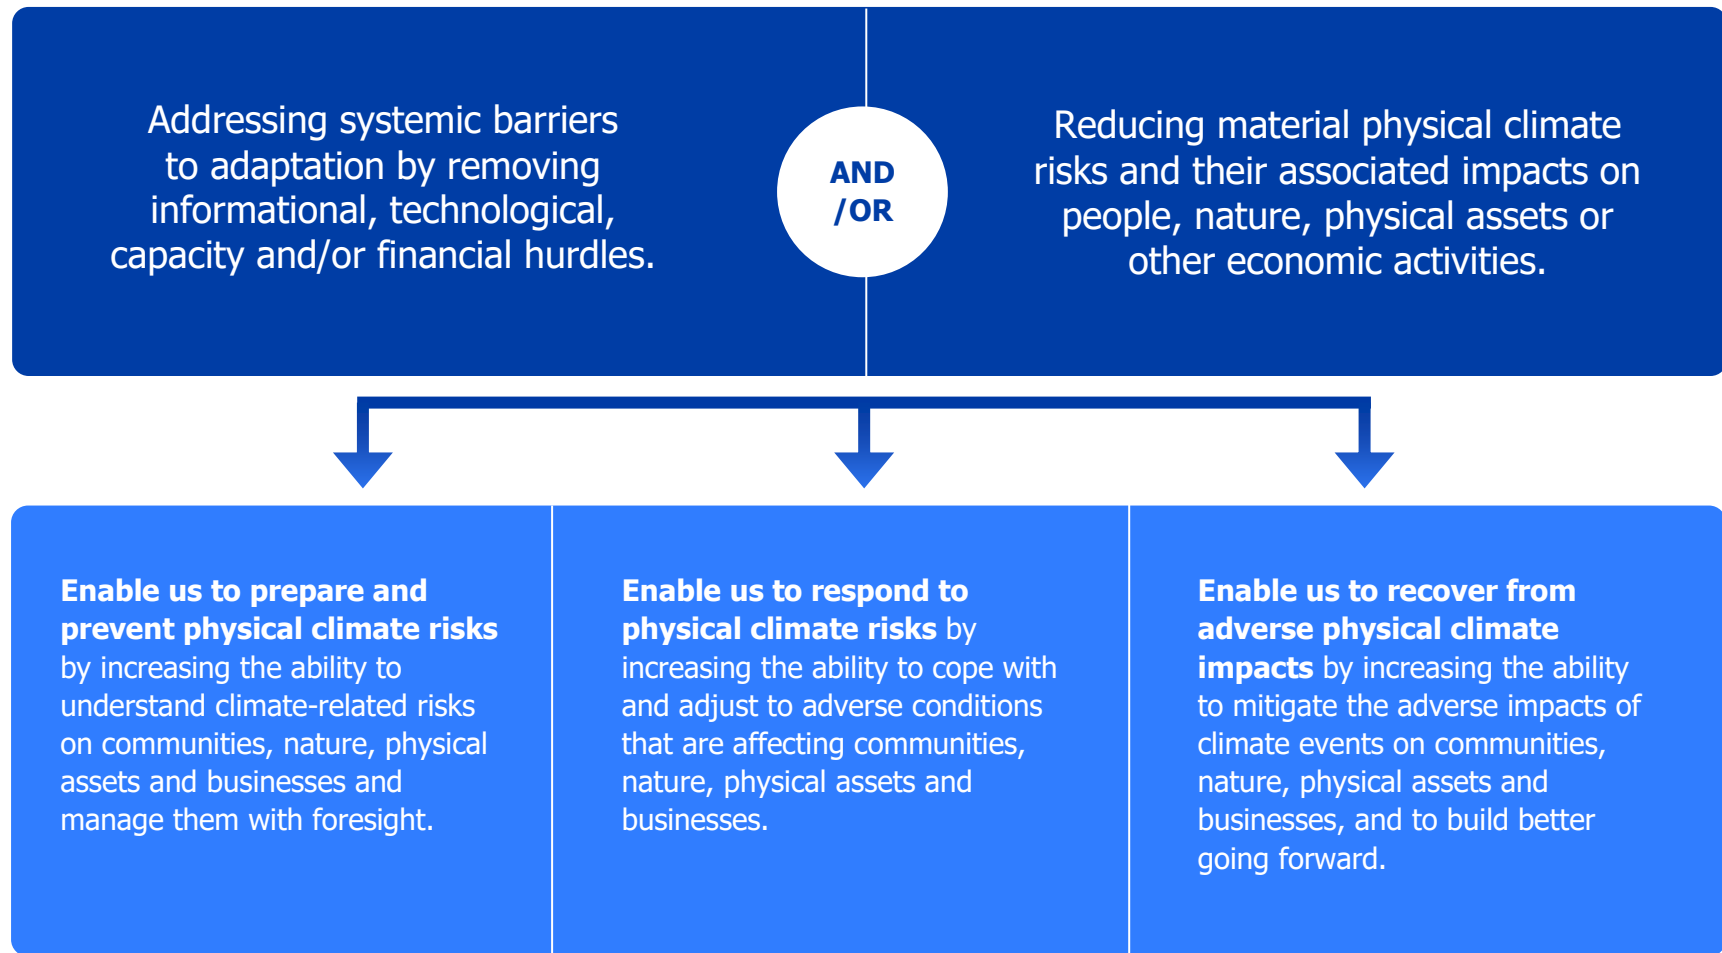 Addressing systemic barriers
to adaptation by removing
informational, technological,
capacity and/or financial hurdles.
AND
/OR
Reducing material physical climate
risks and their associated impacts on
people, nature, physical assets or
other economic activities.
Enable us to prepare and
prevent physical climate risks
by increasing the ability to
understand climate-related risks
on communities, nature, physical
assets and businesses and
manage them with foresight.
Enable us to respond to
physical climate risks by
increasing the ability to cope with
and adjust to adverse conditions
that are affecting communities,
nature, physical assets and
businesses.
Enable us to recover from
adverse physical climate
impacts by increasing the ability
to mitigate the adverse impacts of
climate events on communities,
nature, physical assets and
businesses, and to build better
going forward.